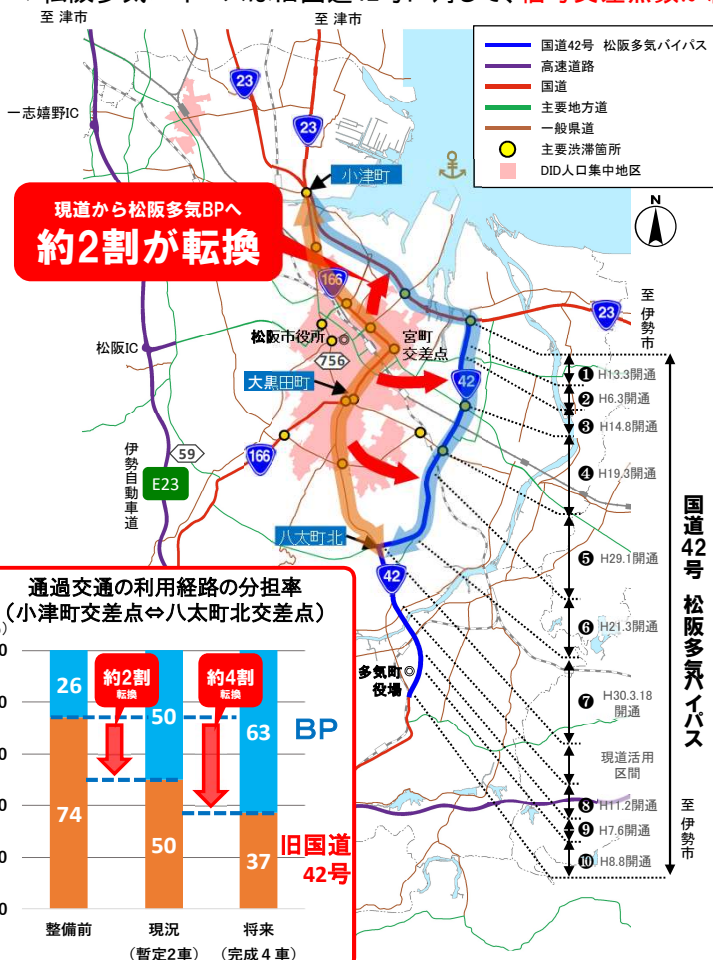 至 津市
至 津市
国道42号 松阪多気バイパス
高速道路
国道
主要地方道
一般県道
主要渋滞箇所
DID人口集中地区
N
23
23
一志嬉野IC
小津町
現道から松阪多気BPへ
約2割が転換
166
23
至 伊勢市
松阪市役所
宮町
交差点
松阪IC
756
大黒田町
42
❶ H13.3開通
❷ H6.3開通
❸ H14.8開通
❹ H19.3開通
❺ H29.1開通
❻ H21.3開通
❼ H30.3.18
開通
現道活用
区間
❽ H11.2開通
❾ H7.6開通
❿ H8.8開通
国道42号 松阪多気バイパス
59
166
伊勢自動車道
E23
八太町北
42
多気町
役場
至 伊勢市
通過交通の利用経路の分担率
(小津町交差点⇔八太町北交差点)
26
約2割
転換
50
約4割
転換
63
BP
74
50
37
旧国道
42号
整備前
現況
(暫定2車)
将来
(完成4車)